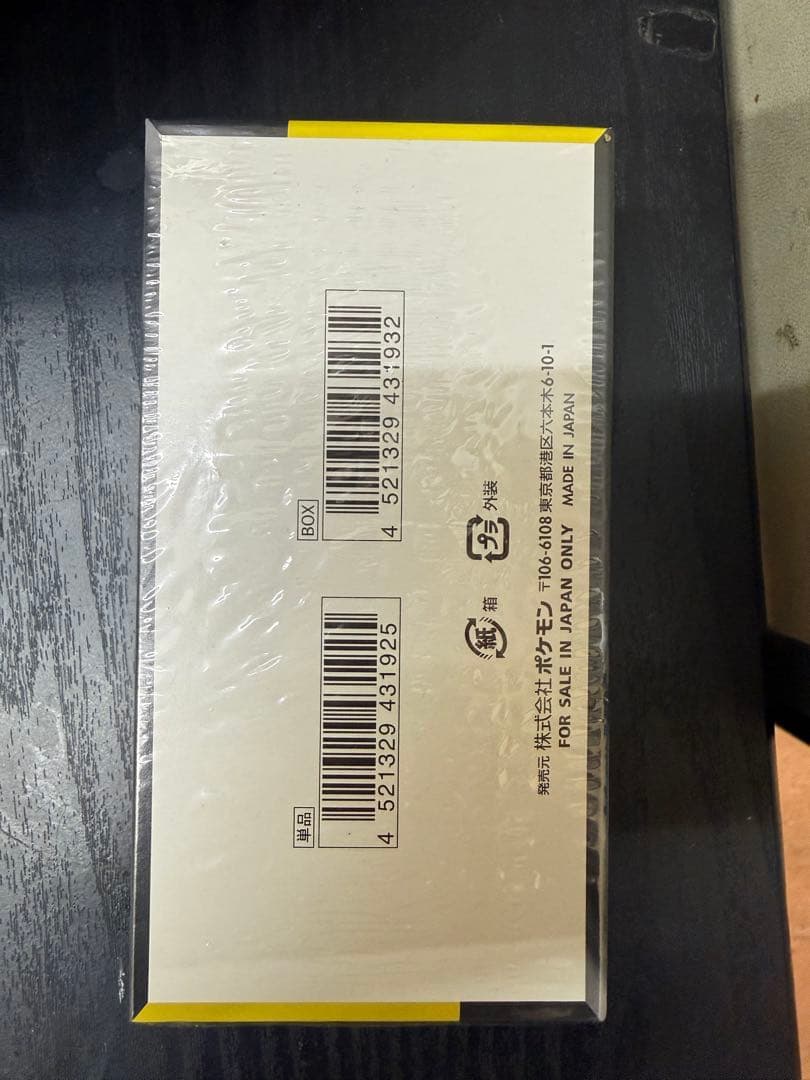 単品
4 521329 431925
BOX
4 521329 431932
紙 箱
プラ 外装
発売元 株式会社 ポケモン 〒106-6108 東京都港区六本木6-10-1
FOR SALE IN JAPAN ONLY MADE IN JAPAN